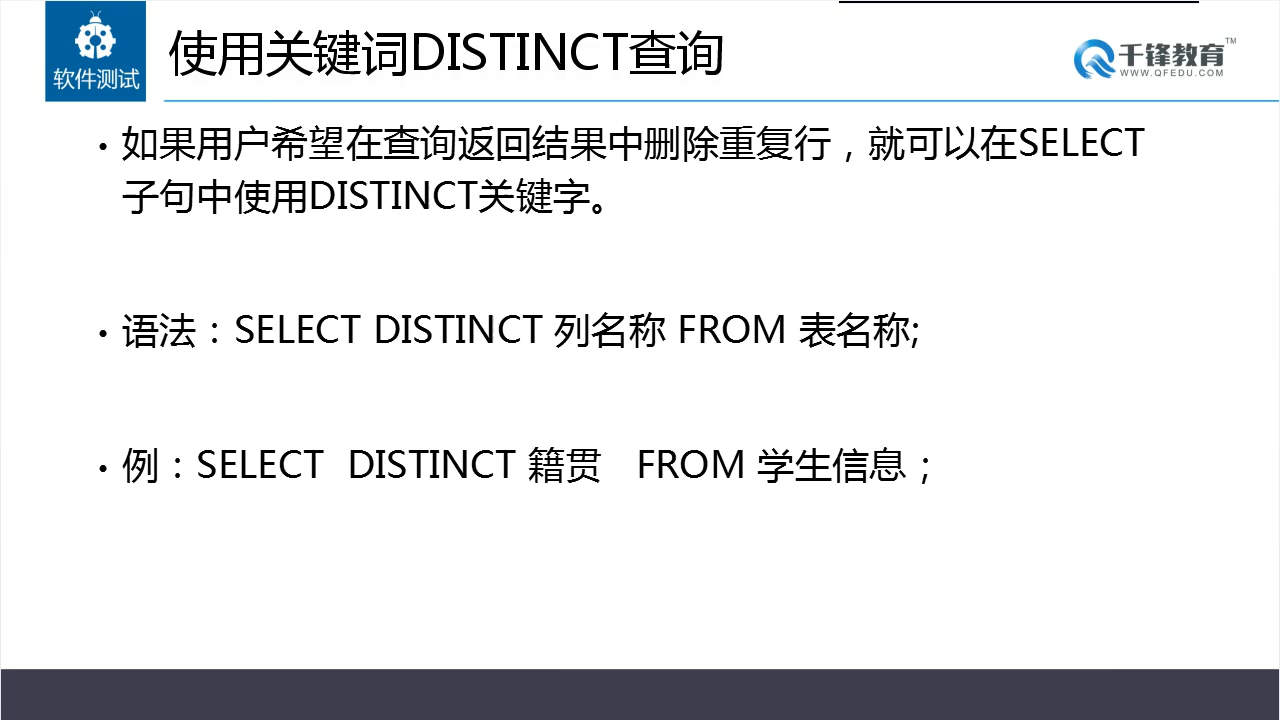 软件测试
使用关键词DISTINCT查询
千锋教育™
WWW.QFEDU.COM
• 如果用户希望在查询返回结果中删除重复行，就可以在SELECT
子句中使用DISTINCT关键字。
• 语法：SELECT DISTINCT 列名称 FROM 表名称;
• 例：SELECT  DISTINCT 籍贯   FROM 学生信息；